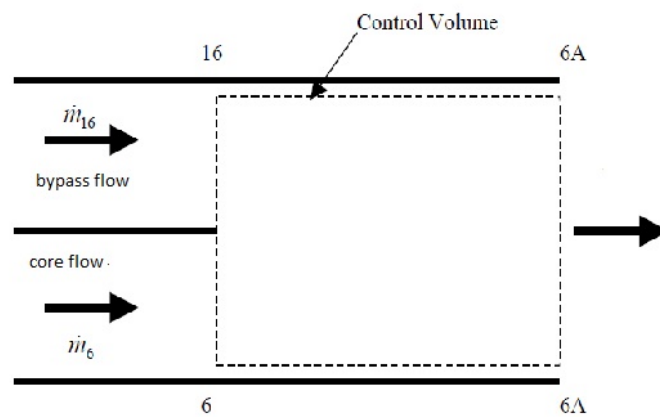 Control Volume
16
6A
ṁ16
bypass flow
core flow
ṁ6
6
6A